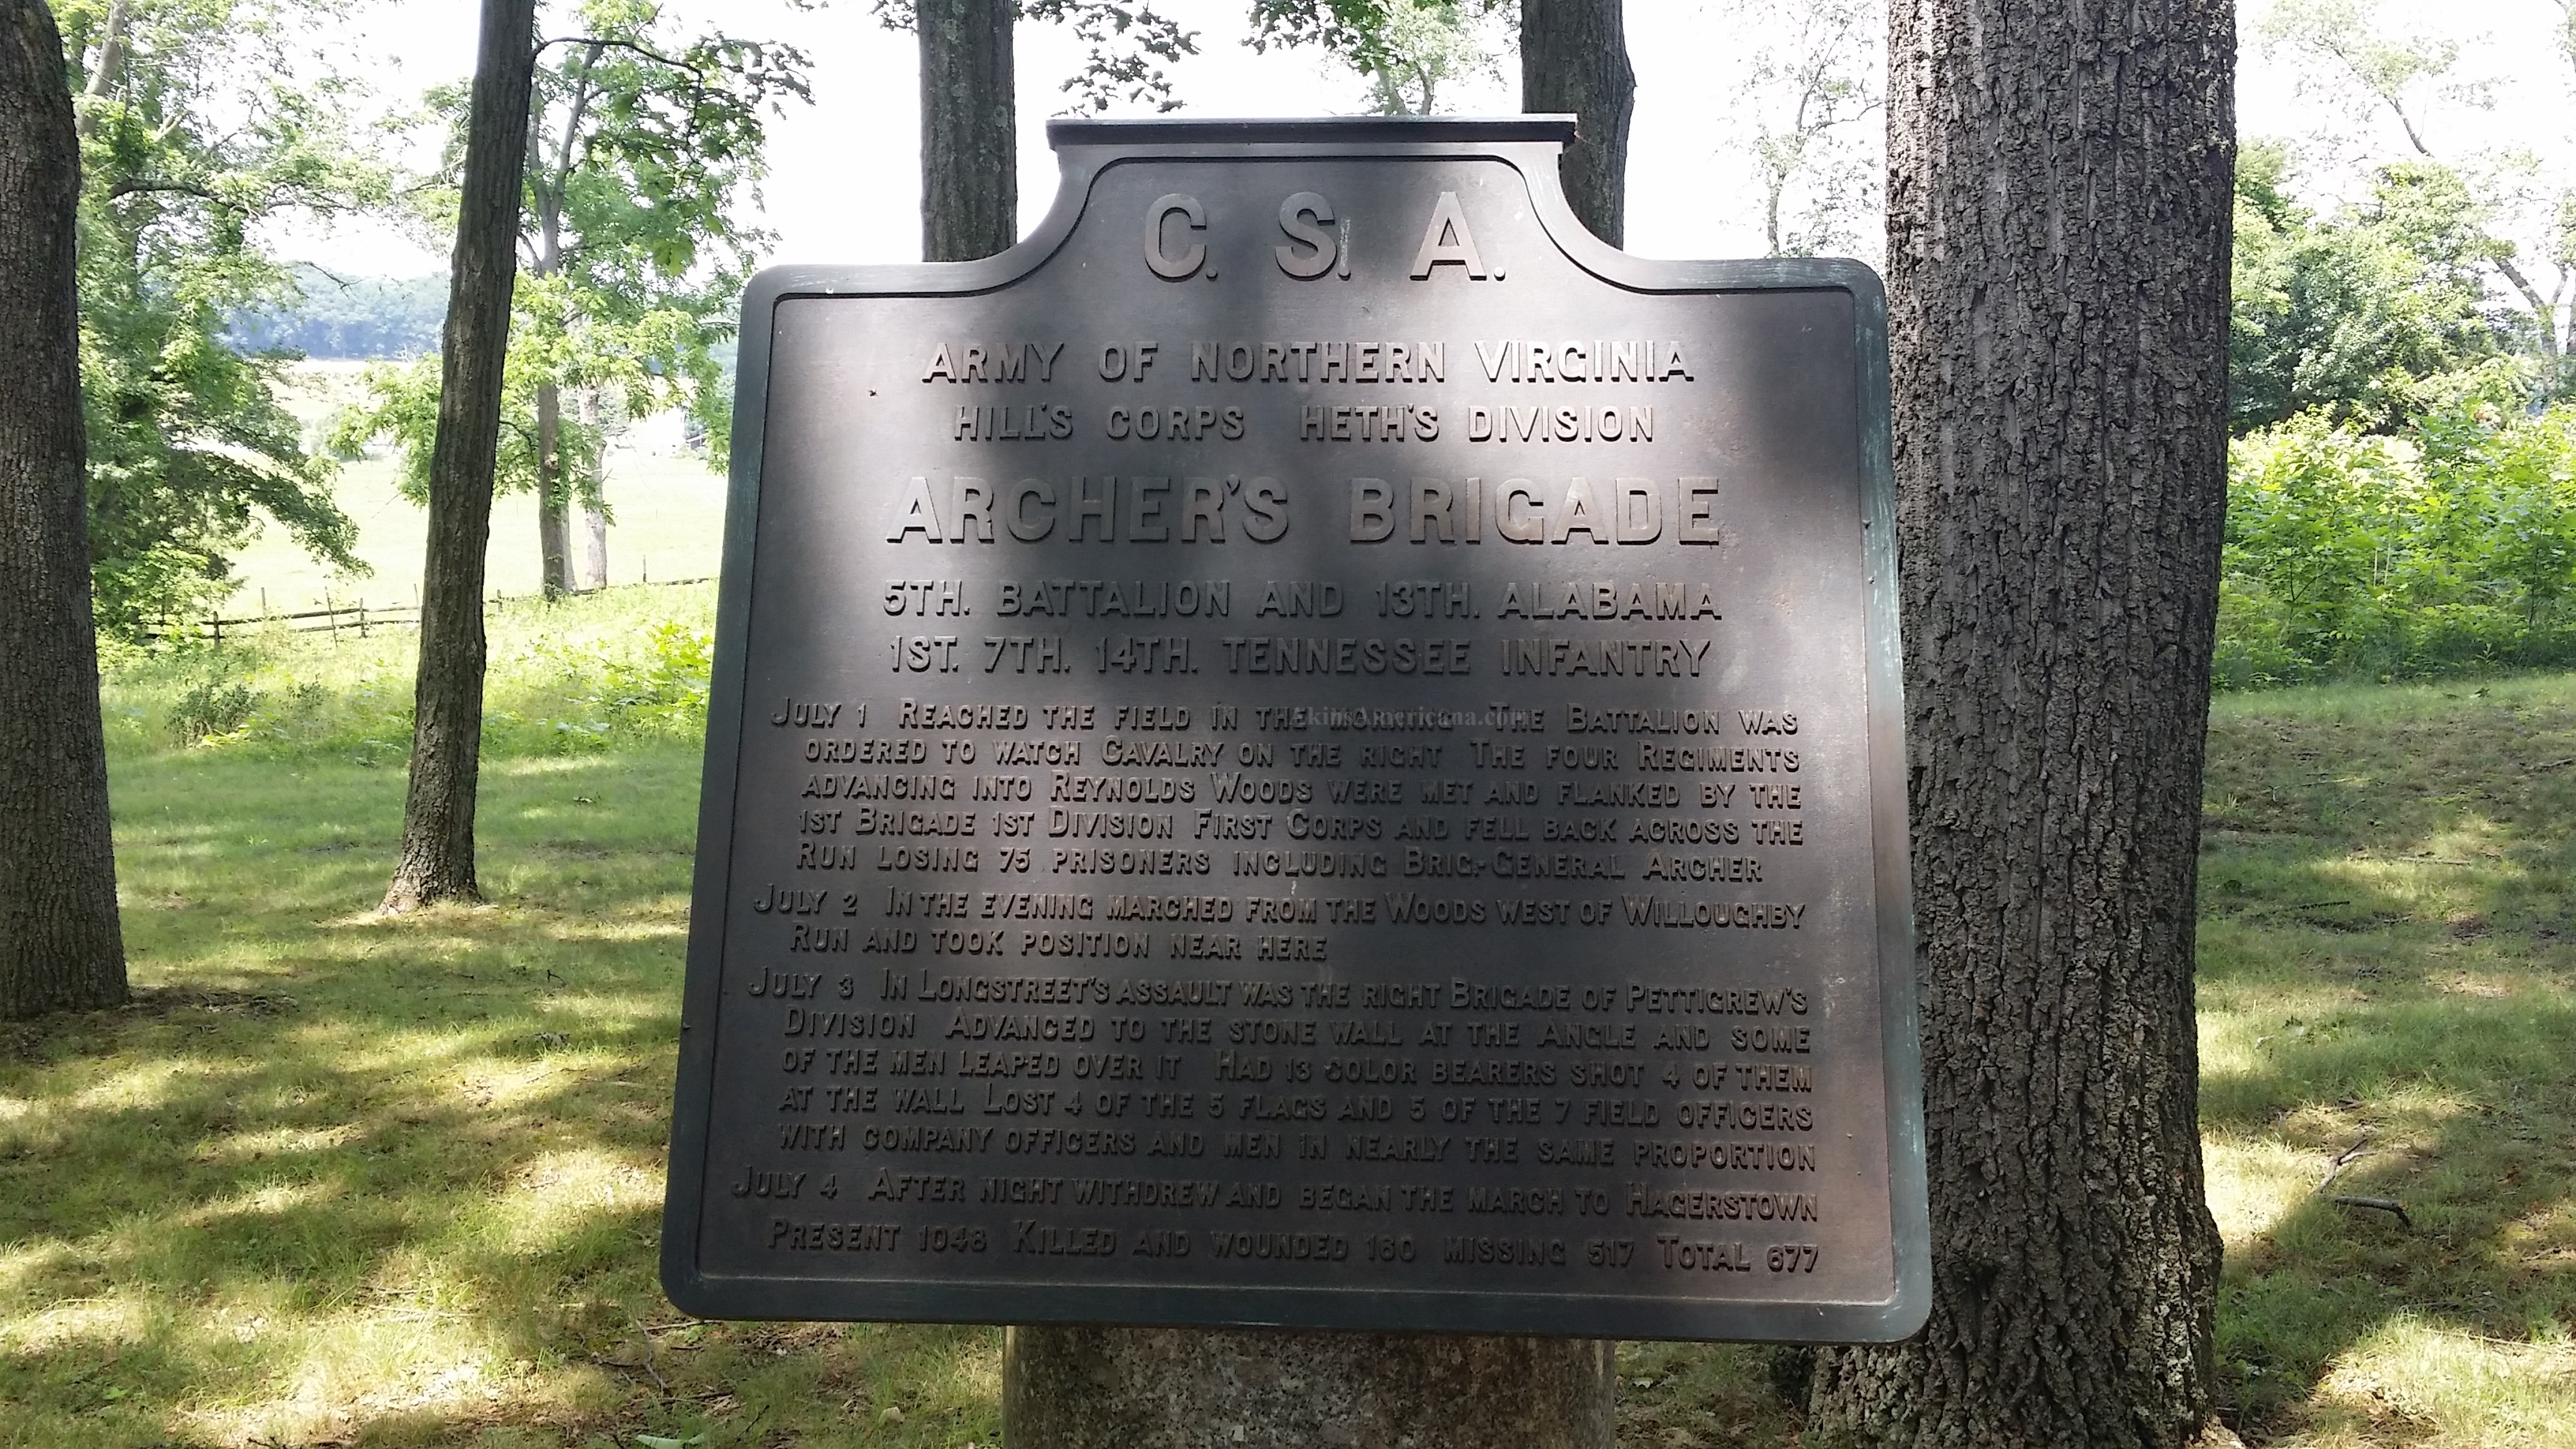 C. S. A.
ARMY OF NORTHERN VIRGINIA
HILL'S CORPS HETH'S DIVISION
ARCHER'S BRIGADE
5TH. BATTALION AND 13TH. ALABAMA
1ST. 7TH. 14TH. TENNESSEE INFANTRY
JULY 1 REACHED THE FIELD IN THE MORNING THE BATTALION WAS
AkinsAmericana.com
ORDERED TO WATCH CAVALRY ON THE RIGHT THE FOUR REGIMENTS
ADVANCING INTO REYNOLDS WOODS WERE MET AND FLANKED BY THE
1ST BRIGADE 1ST DIVISION FIRST CORPS AND FELL BACK ACROSS THE
RUN LOSING 75 PRISONERS INCLUDING BRIG.-GENERAL ARCHER
JULY 2 IN THE EVENING MARCHED FROM THE WOODS WEST OF WILLOUGHBY
RUN AND TOOK POSITION NEAR HERE
JULY 3 IN LONGSTREET'S ASSAULT WAS THE RIGHT BRIGADE OF PETTIGREW'S
DIVISION ADVANCED TO THE STONE WALL AT THE ANGLE AND SOME
OF THE MEN LEAPED OVER IT HAD 13 COLOR BEARERS SHOT 4 OF THEM
AT THE WALL LOST 4 OF THE 5 FLAGS AND 5 OF THE 7 FIELD OFFICERS
WITH COMPANY OFFICERS AND MEN IN NEARLY THE SAME PROPORTION
JULY 4 AFTER NIGHT WITHDREW AND BEGAN THE MARCH TO HAGERSTOWN
PRESENT 1048 KILLED AND WOUNDED 160 MISSING 517 TOTAL 677